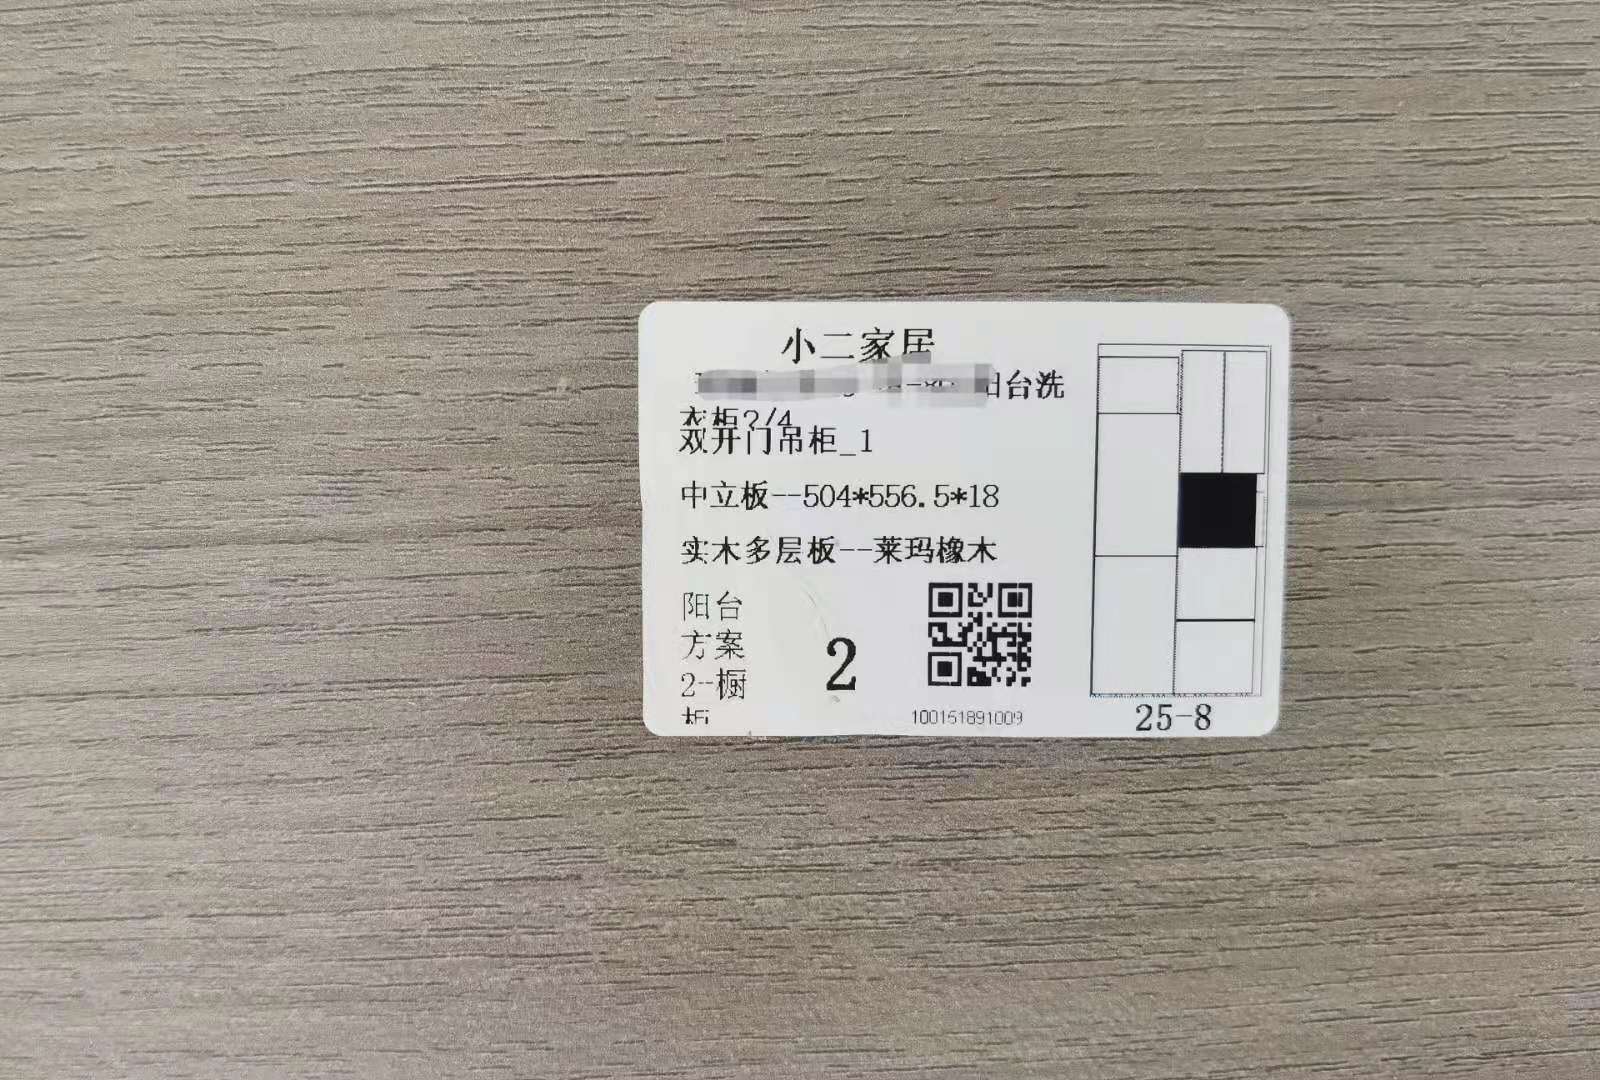 小二家居
阳台洗
衣柜2/4
双开门吊柜_1
中立板--504*556.5*18
实木多层板--莱玛橡木
阳台
方案
2-橱
柜
2
100151891009
25-8